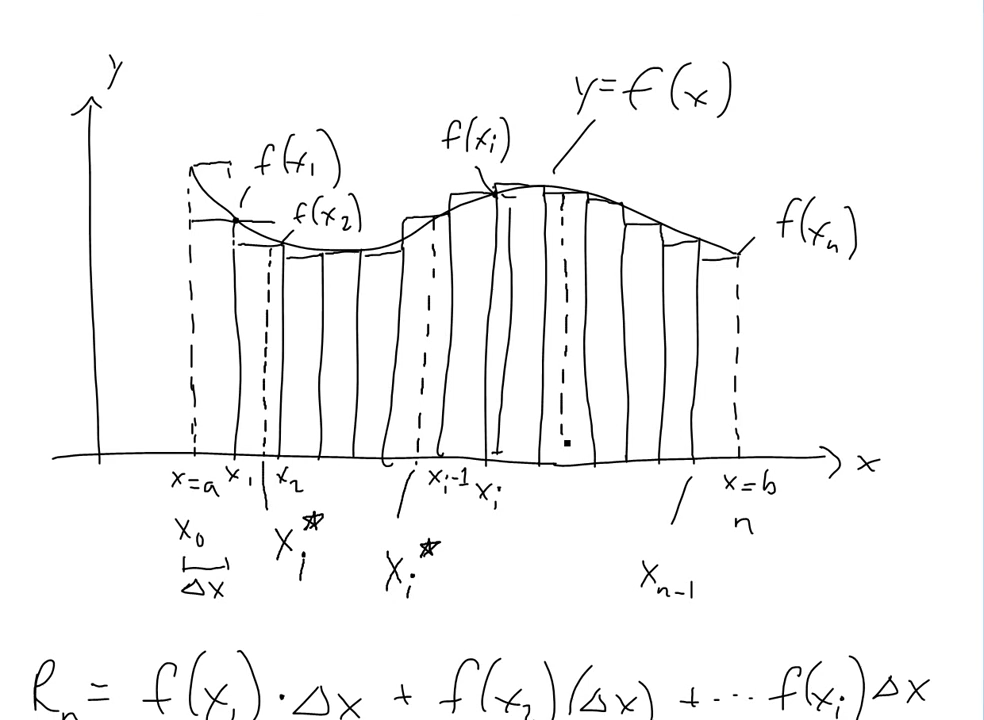 y
y = f(x)
f(x₁)
f(xᵢ)
f(x₂)
f(xₙ)
x
x=a x₁ x₂ xᵢ₋₁ xᵢ x=b
x₀ xᵢ* xᵢ* xₙ₋₁ n
Δx
Rₙ = f(x₁)·Δx + f(x₂)(Δx) + ··· f(xᵢ)Δx